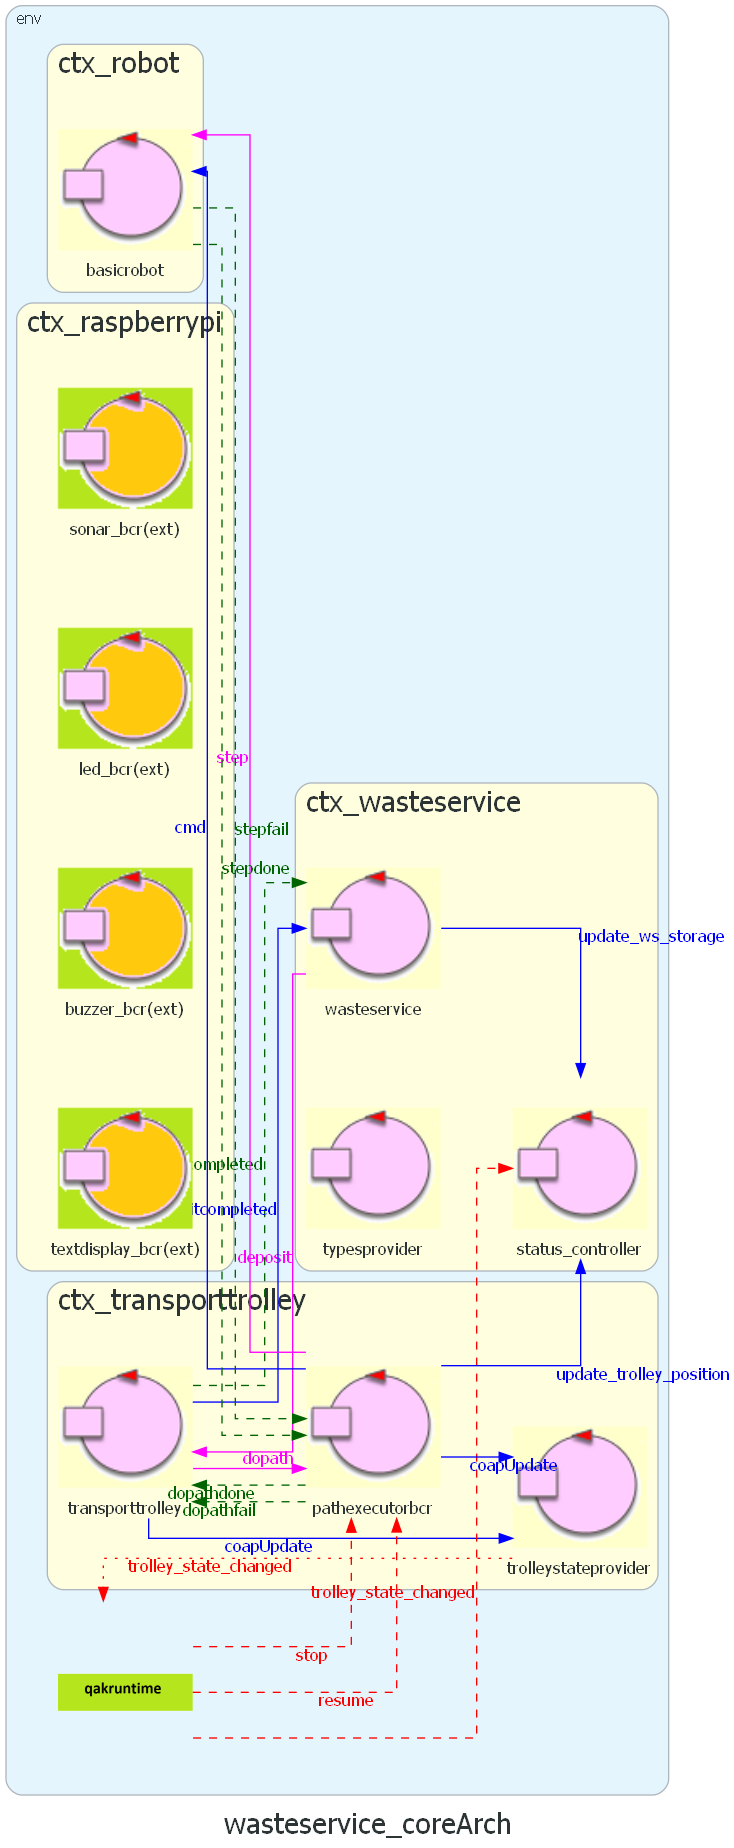 env
ctx_robot
basicrobot
ctx_raspberrypi
sonar_bcr(ext)
led_bcr(ext)
step
cmd
stepfail
ctx_wasteservice
stepdone
update_ws_storage
buzzer_bcr(ext)
wasteservice
ompleted
itcompleted
textdisplay_bcr(ext)
typesprovider
status_controller
deposit
ctx_transporttrolley
update_trolley_position
dopath
coapUpdate
dopathdone
transporttrolley
dopathfail
pathexecutorbcr
coapUpdate
trolley_state_changed
trolleystateprovider
trolley_state_changed
stop
qakruntime
resume
wasteservice_coreArch